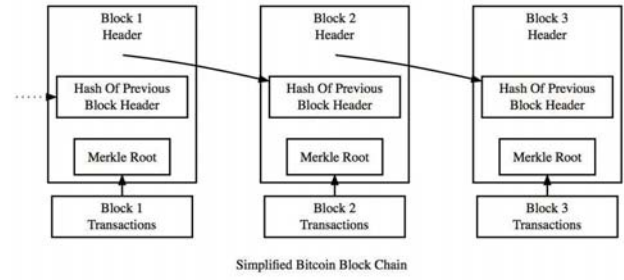 Block 1
Header
Hash Of Previous
Block Header
Merkle Root
Block 1
Transactions
Block 2
Header
Hash Of Previous
Block Header
Merkle Root
Block 2
Transactions
Block 3
Header
Hash Of Previous
Block Header
Merkle Root
Block 3
Transactions
Simplified Bitcoin Block Chain